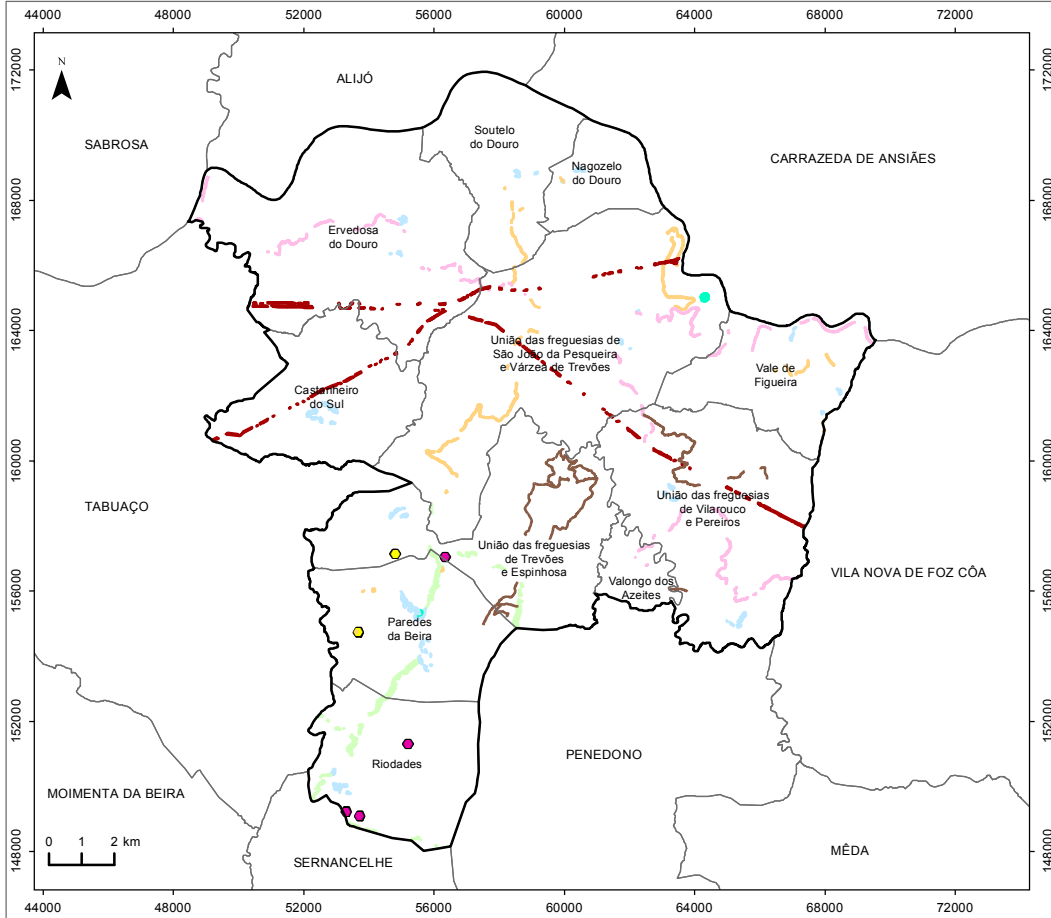 44000 48000 52000 56000 60000 64000 68000 72000
172000 172000
N
ALIJÓ
SABROSA
Soutelo
do Douro
CARRAZEDA DE ANSIÃES
Nagozelo
do Douro
168000 168000
Ervedosa
do Douro
164000 164000
União das freguesias de
São João da Pesqueira
e Várzea de Trevões
Vale de
Figueira
Castanheiro
do Sul
160000 160000
TABUAÇO
União das freguesias
de Vilarouco
e Pereiros
União das freguesias
de Trevões
e Espinhosa
VILA NOVA DE FOZ CÔA
Valongo dos
Azeites
156000 156000
Paredes
da Beira
152000 152000
PENEDONO
Riodades
MOIMENTA DA BEIRA
0 1 2 km
148000 148000
MÊDA
SERNANCELHE
44000 48000 52000 56000 60000 64000 68000 72000